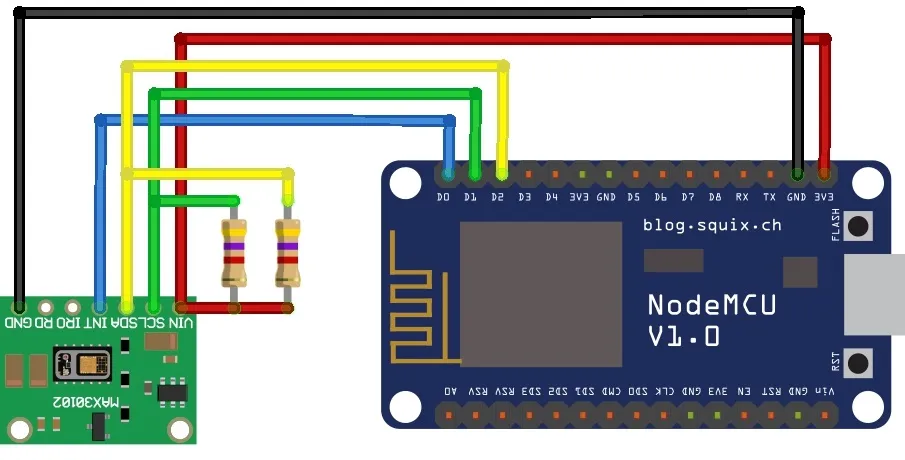 D0 D1 D2 D3 D4 3V3 GND D5 D6 D7 D8 RX TX GND 3V3
blog.squix.ch
FLASH
NodeMCU
V1.0
RST
A0 RSV RSV SD3 SD2 SD1 CMD SD0 CLK GND 3V3 EN RST GND Vin
GND RD IRO INT SDA SCL VIN
MAX30102